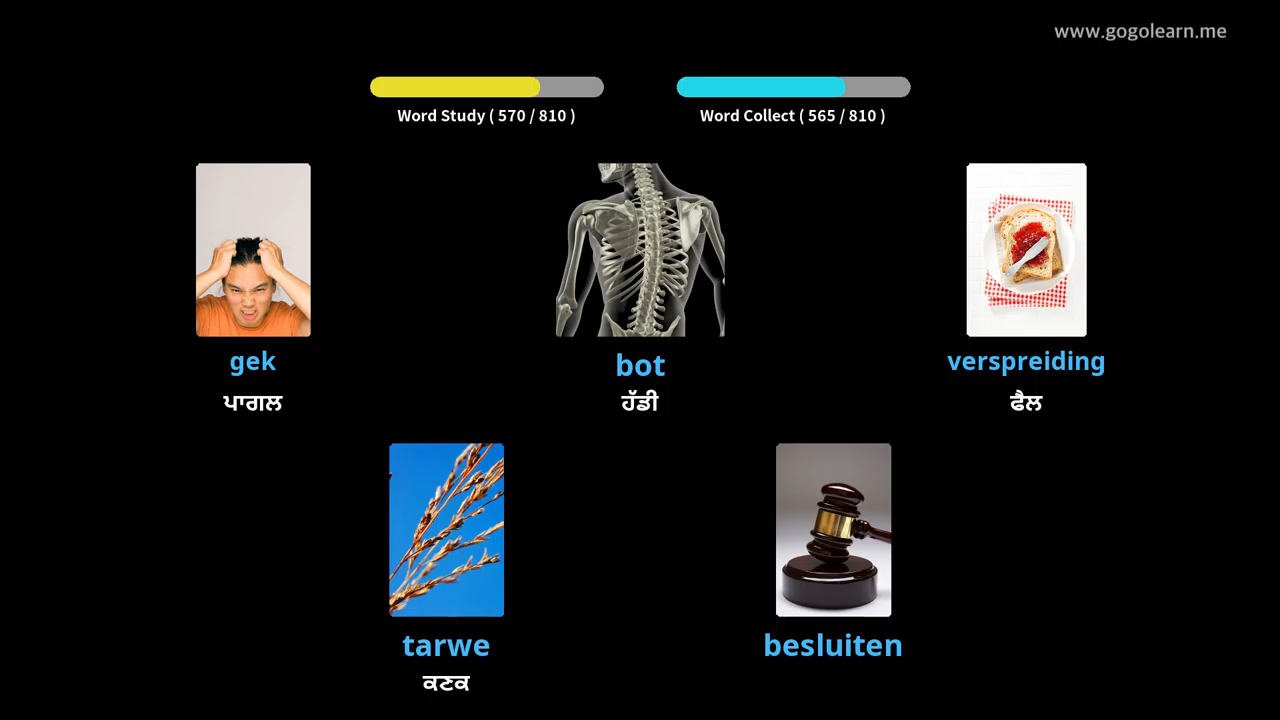 www.gogolearn.me
Word Study ( 570 / 810 )
Word Collect ( 565 / 810 )
gek
bot
verspreiding
ਪਾਗਲ
ਹੱਡੀ
ਫੈਲ
tarwe
besluiten
ਕਣਕ